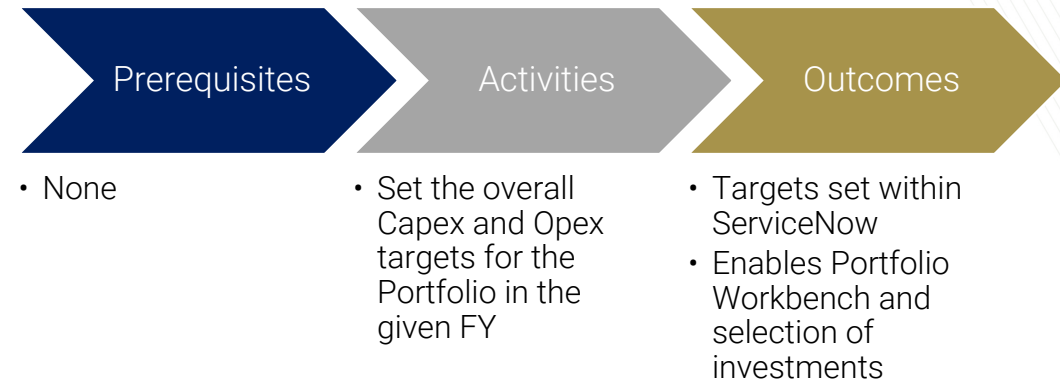 Prerequisites
Activities
Outcomes
• None
• Set the overall
Capex and Opex
targets for the
Portfolio in the
given FY
• Targets set within
ServiceNow
• Enables Portfolio
Workbench and
selection of
investments